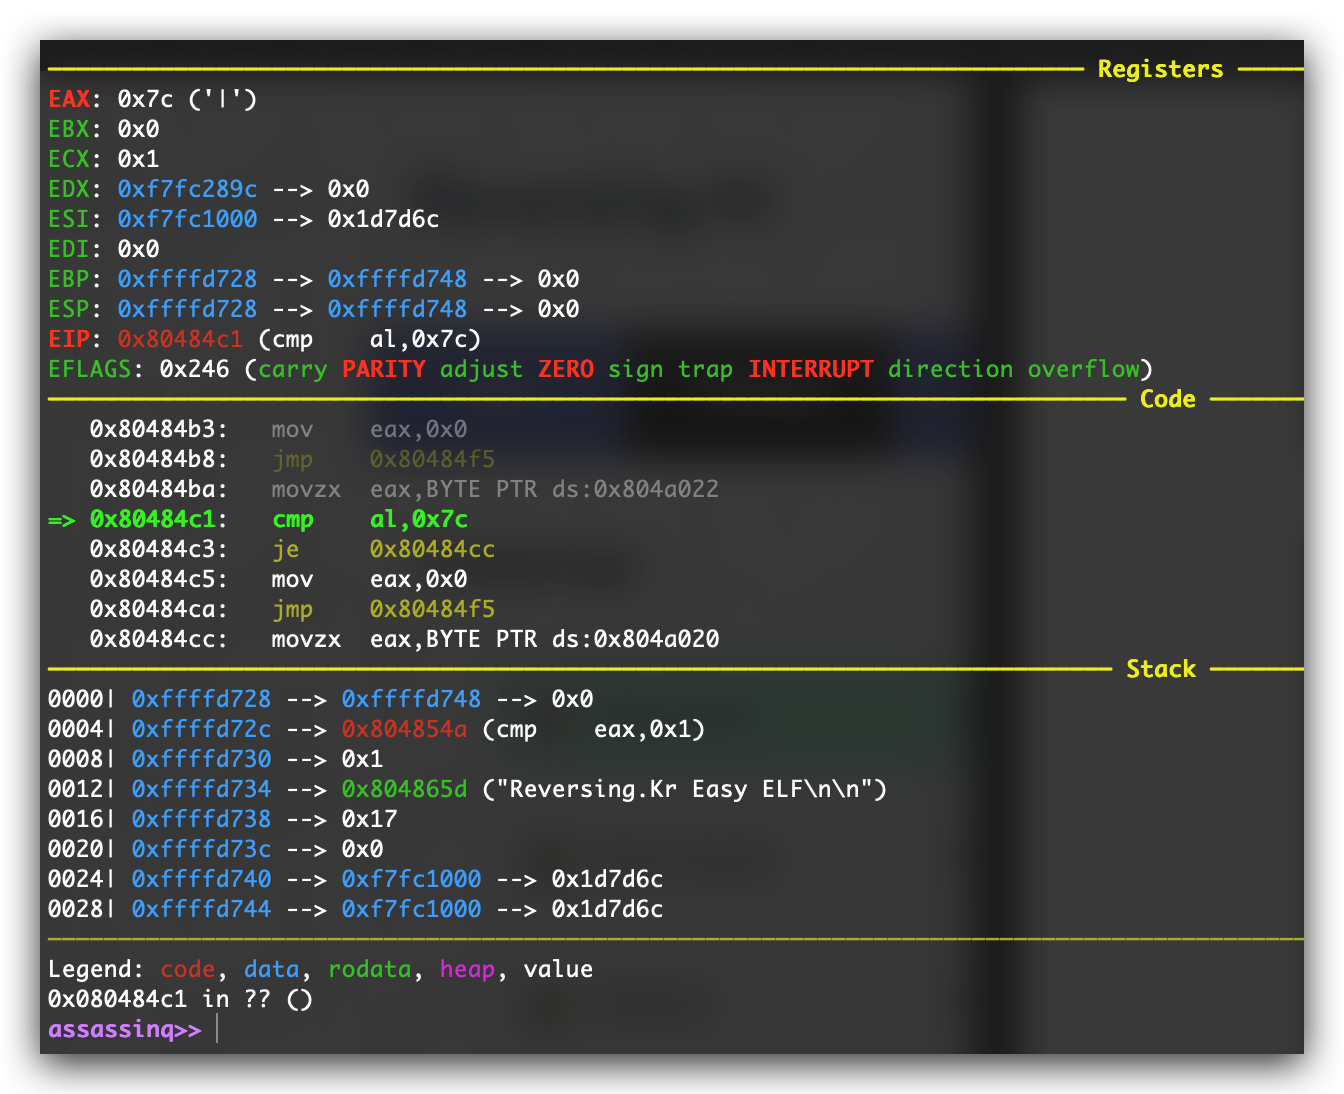 Registers
EAX: 0x7c ('|')
EBX: 0x0
ECX: 0x1
EDX: 0xf7fc289c --> 0x0
ESI: 0xf7fc1000 --> 0x1d7d6c
EDI: 0x0
EBP: 0xffffd728 --> 0xffffd748 --> 0x0
ESP: 0xffffd728 --> 0xffffd748 --> 0x0
EIP: 0x80484c1 (cmp    al,0x7c)
EFLAGS: 0x246 (carry PARITY adjust ZERO sign trap INTERRUPT direction overflow)
Code
0x80484b3:   mov    eax,0x0
0x80484b8:   jmp    0x80484f5
0x80484ba:   movzx  eax,BYTE PTR ds:0x804a022
=> 0x80484c1:   cmp    al,0x7c
0x80484c3:   je     0x80484cc
0x80484c5:   mov    eax,0x0
0x80484ca:   jmp    0x80484f5
0x80484cc:   movzx  eax,BYTE PTR ds:0x804a020
Stack
0000| 0xffffd728 --> 0xffffd748 --> 0x0
0004| 0xffffd72c --> 0x804854a (cmp    eax,0x1)
0008| 0xffffd730 --> 0x1
0012| 0xffffd734 --> 0x804865d ("Reversing.Kr Easy ELF\n\n")
0016| 0xffffd738 --> 0x17
0020| 0xffffd73c --> 0x0
0024| 0xffffd740 --> 0xf7fc1000 --> 0x1d7d6c
0028| 0xffffd744 --> 0xf7fc1000 --> 0x1d7d6c
Legend: code, data, rodata, heap, value
0x080484c1 in ?? ()
assassinq>>